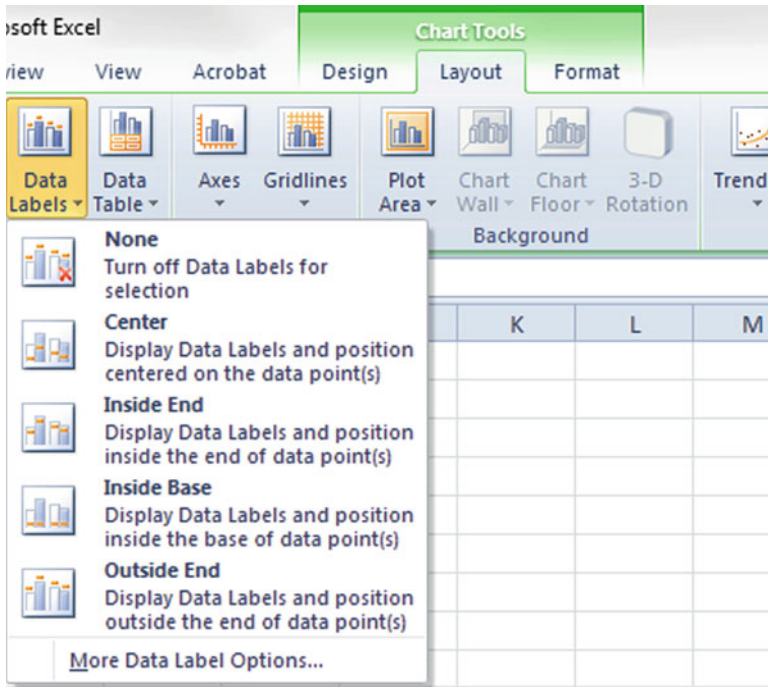 osoft Excel
Chart Tools
view View Acrobat Design Layout Format
Data Labels
Data Table
Axes
Gridlines
Plot Area
Chart Wall
Chart Floor
3-D Rotation
Trend
Background
None
Turn off Data Labels for
selection
Center
Display Data Labels and position
centered on the data point(s)
Inside End
Display Data Labels and position
inside the end of data point(s)
Inside Base
Display Data Labels and position
inside the base of data point(s)
Outside End
Display Data Labels and position
outside the end of data point(s)
More Data Label Options...
K L M